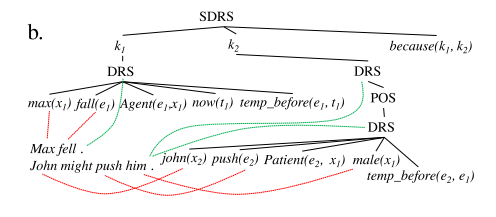 b.
SDRS
k₁ k₂ because(k₁, k₂)
DRS DRS
POS
max(x₁) fall(e₁) Agent(e₁,x₁) now(t₁) temp_before(e₁, t₁)
DRS
Max fell .
John might push him . john(x₂) push(e₂) Patient(e₂, x₁) male(x₁)
temp_before(e₂, e₁)